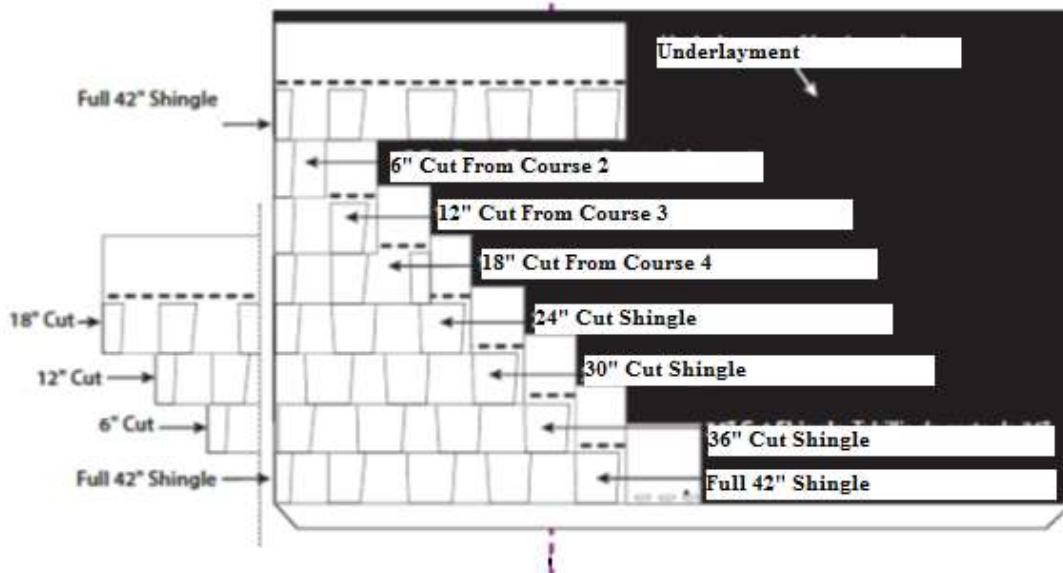 Underlayment
Full 42" Shingle
6" Cut From Course 2
12" Cut From Course 3
18" Cut From Course 4
18" Cut
24" Cut Shingle
12" Cut
30" Cut Shingle
6" Cut
36" Cut Shingle
Full 42" Shingle
Full 42" Shingle